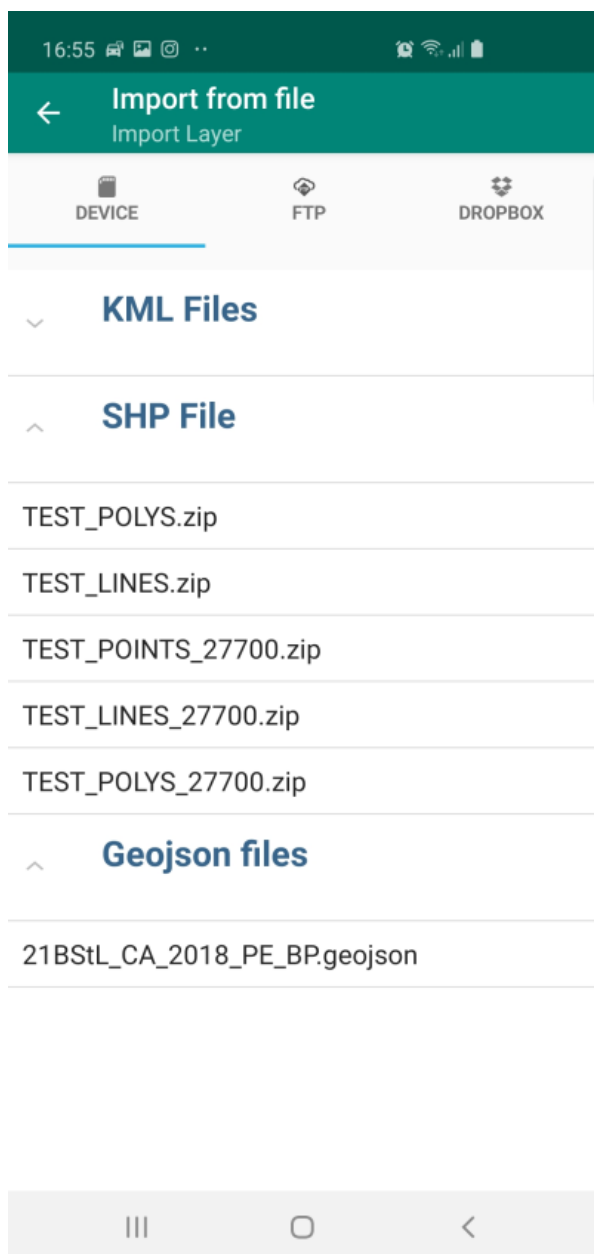 16:55
Import from file
Import Layer
DEVICE FTP DROPBOX
KML Files
SHP File
TEST_POLYS.zip
TEST_LINES.zip
TEST_POINTS_27700.zip
TEST_LINES_27700.zip
TEST_POLYS_27700.zip
Geojson files
21BStL_CA_2018_PE_BP.geojson